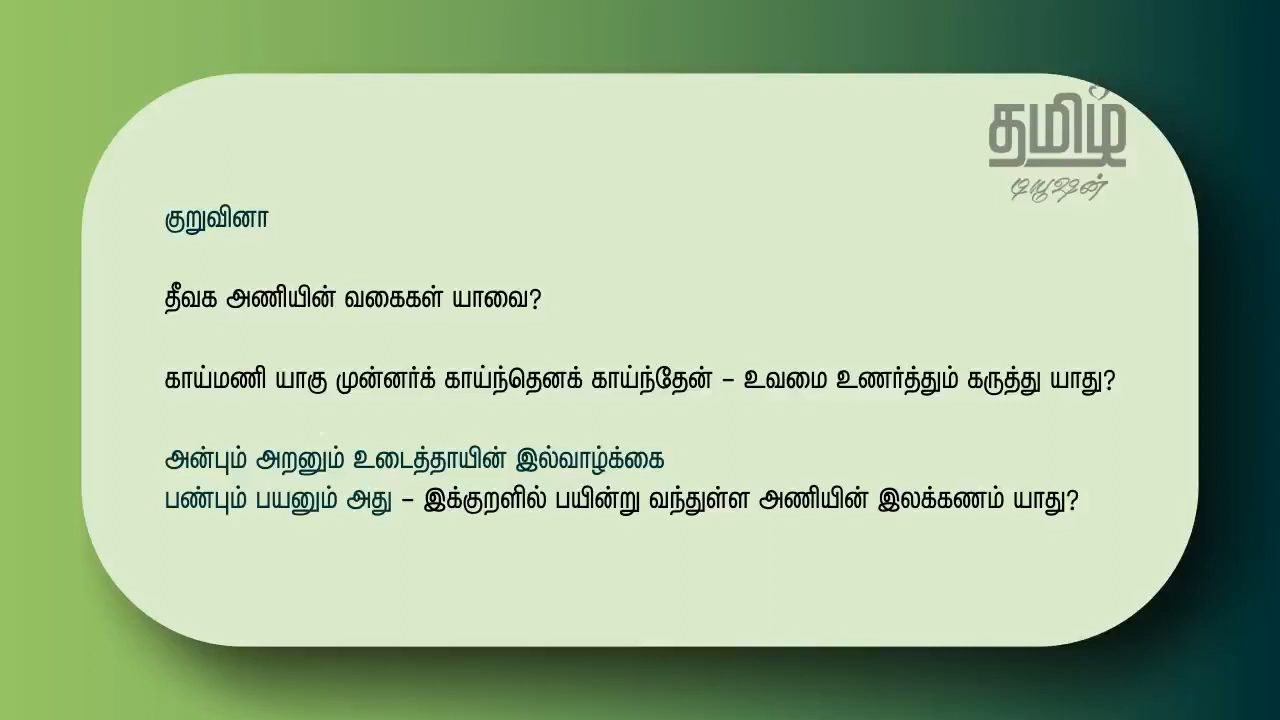 தமிழ்
டியூஷன்
குறுவினா
தீவக அணியின் வகைகள் யாவை?
காய்மணி யாகு முன்னர்க் காய்ந்தெனக் காய்ந்தேன் – உவமை உணர்த்தும் கருத்து யாது?
அன்பும் அறனும் உடைத்தாயின் இல்வாழ்க்கை
பண்பும் பயனும் அது – இக்குறளில் பயின்று வந்துள்ள அணியின் இலக்கணம் யாது?